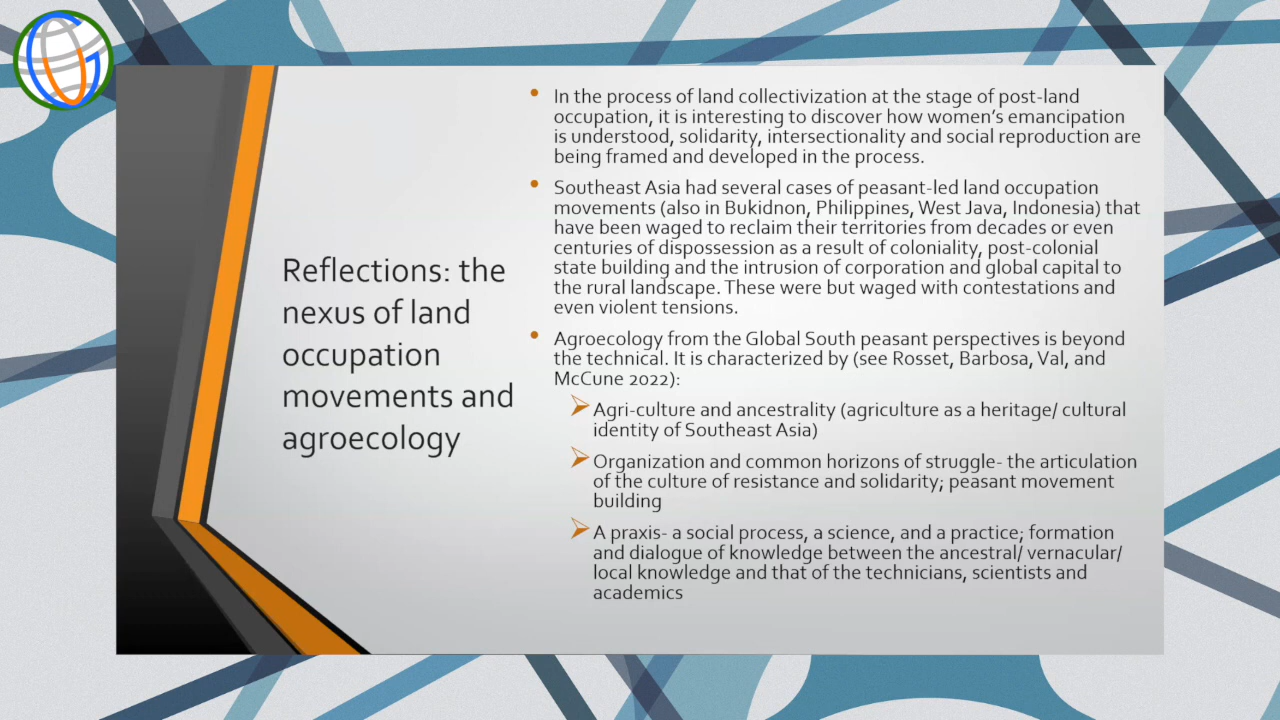 Reflections: the
nexus of land
occupation
movements and
agroecology
In the process of land collectivization at the stage of post-land
occupation, it is interesting to discover how women's emancipation
is understood, solidarity, intersectionality and social reproduction are
being framed and developed in the process.
Southeast Asia had several cases of peasant-led land occupation
movements (also in Bukidnon, Philippines, West Java, Indonesia) that
have been waged to reclaim their territories from decades or even
centuries of dispossession as a result of coloniality, post-colonial
state building and the intrusion of corporation and global capital to
the rural landscape. These were but waged with contestations and
even violent tensions.
Agroecology from the Global South peasant perspectives is beyond
the technical. It is characterized by (see Rosset, Barbosa, Val, and
McCune 2022):
Agri-culture and ancestrality (agriculture as a heritage/ cultural
identity of Southeast Asia)
Organization and common horizons of struggle- the articulation
of the culture of resistance and solidarity; peasant movement
building
A praxis- a social process, a science, and a practice; formation
and dialogue of knowledge between the ancestral/ vernacular/
local knowledge and that of the technicians, scientists and
academics